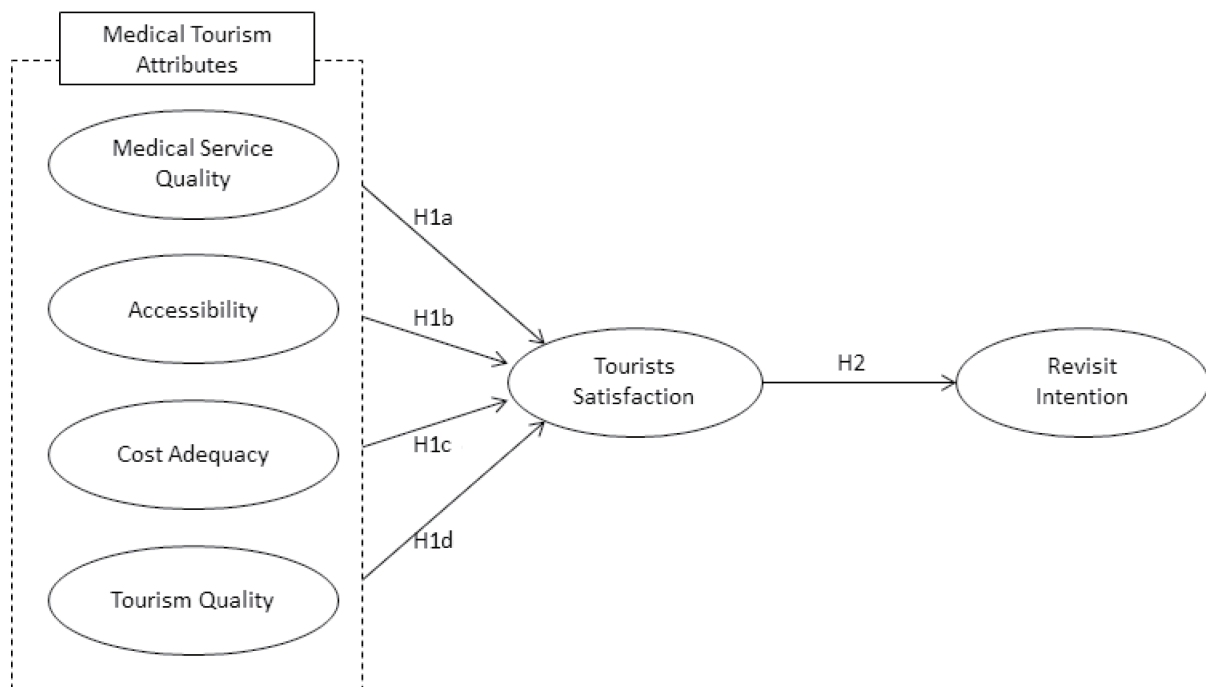 Medical Tourism
Attributes
Medical Service
Quality
H1a
Accessibility
H1b
Tourists
Satisfaction
H2
Revisit
Intention
Cost Adequacy
H1c
H1d
Tourism Quality